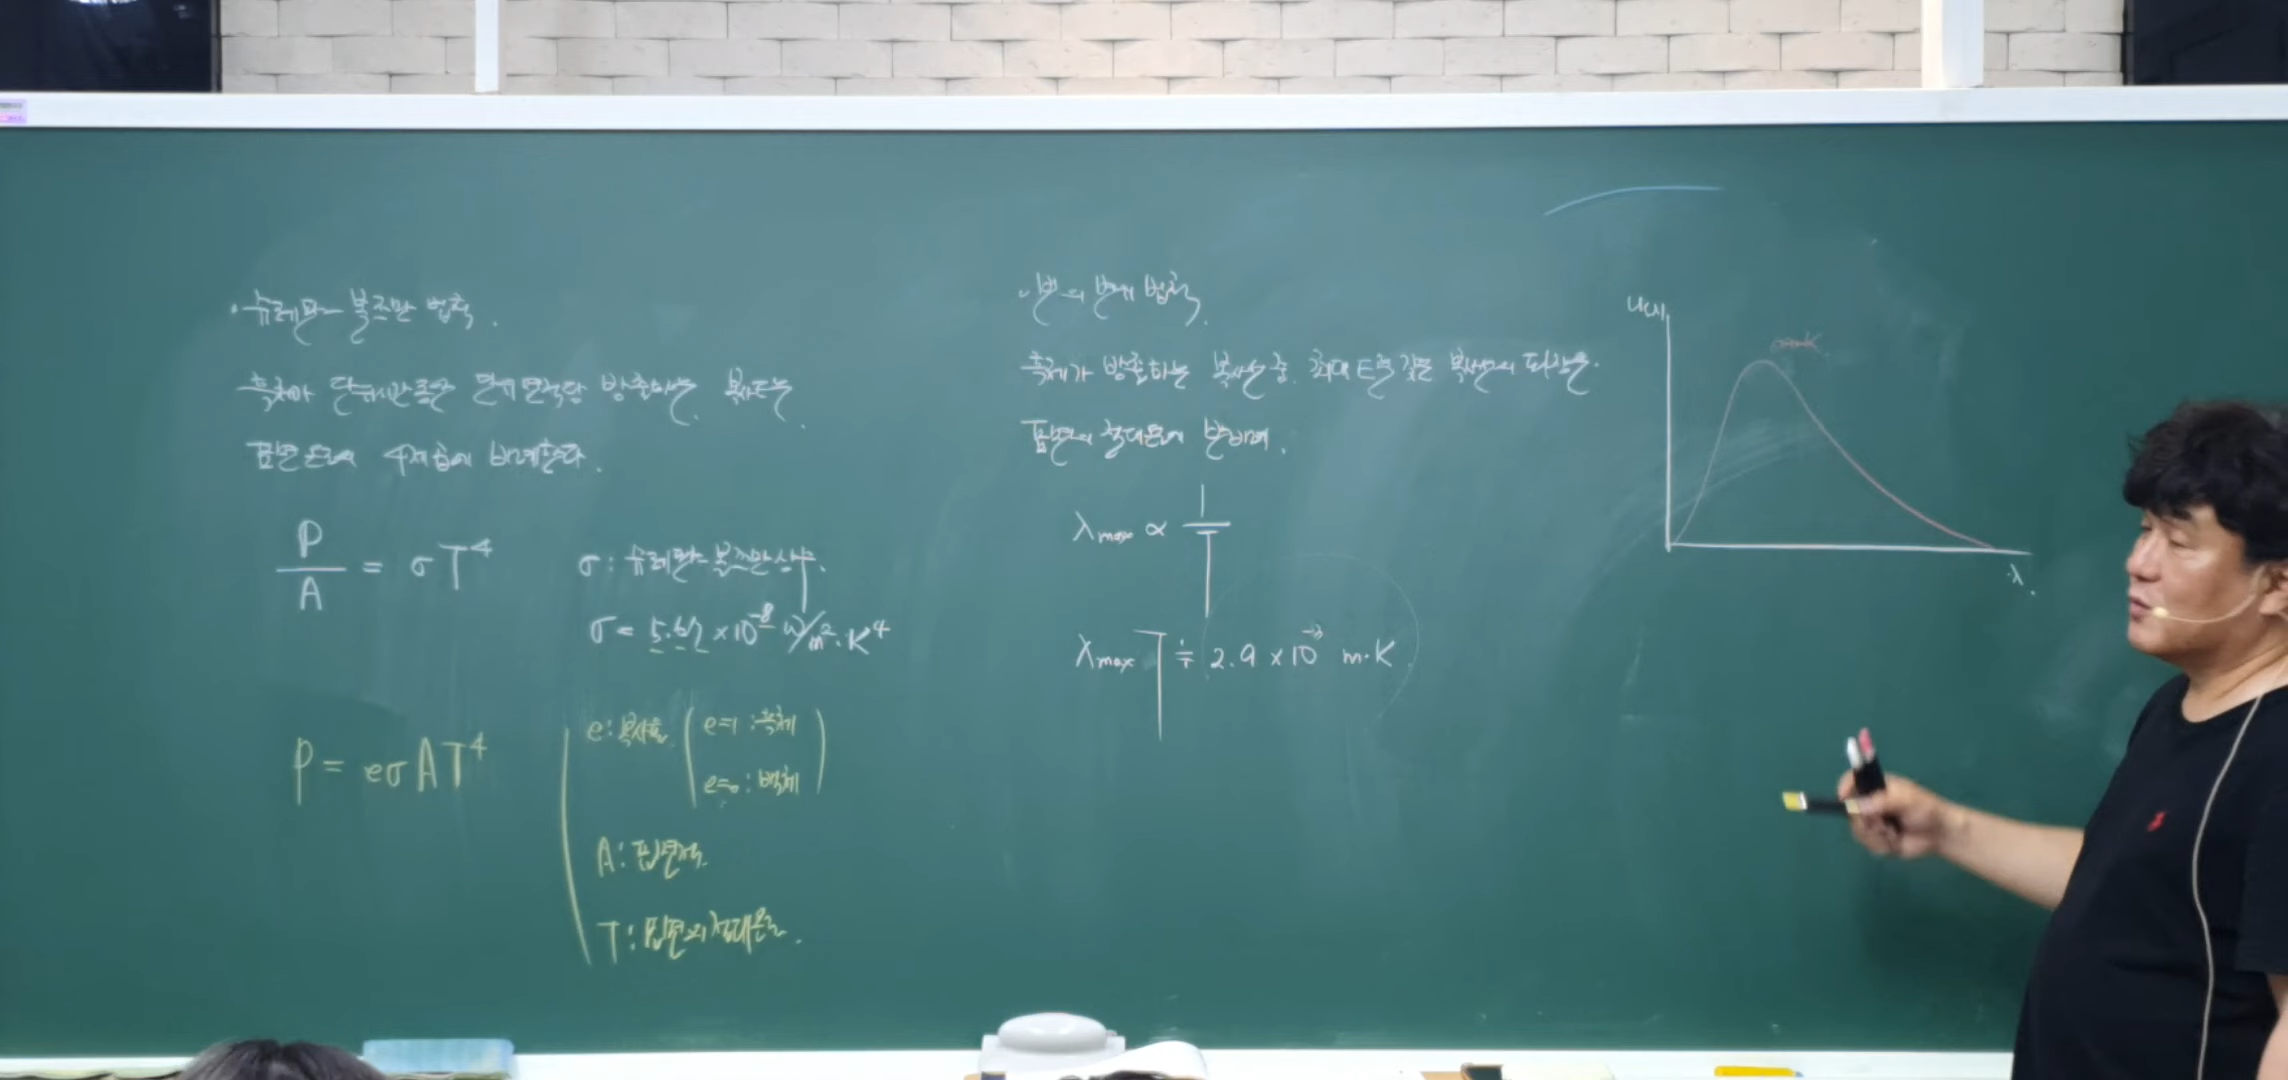 · 슈테판-볼츠만 법칙.
흑체가 단위시간동안 단위면적당 방출하는 복사E는
표면온도의 4제곱에 비례한다.
P/A = σT⁴
σ: 슈테판-볼츠만상수.
σ = 5.67 × 10⁻⁸ W/m²·K⁴
P = eσAT⁴
e: 복사율 ( e=1 : 흑체
e=0 : 백체 )
A: 표면적.
T: 표면의 절대온도.
· 빈의 변위 법칙.
흑체가 방출하는 복사선 중. 최대 E를 갖는 복사선의 파장은.
표면의 절대온도에 반비례.
λmax ∝ 1/T
λmax T ≒ 2.9 × 10⁻³ m·K
U(λ)
λ.